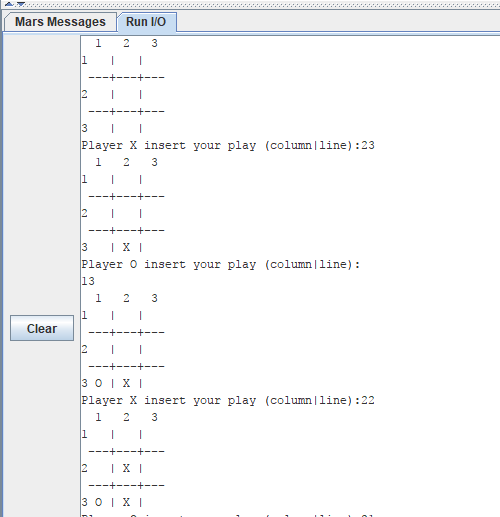 Mars Messages Run I/O
  1   2   3
1   |   |
 ---+---+---
2   |   |
 ---+---+---
3   |   |
Player X insert your play (column|line):23
  1   2   3
1   |   |
 ---+---+---
2   |   |
 ---+---+---
3   | X |
Player O insert your play (column|line):
13
  1   2   3
1   |   |
 ---+---+---
2   |   |
 ---+---+---
3 O | X |
Player X insert your play (column|line):22
  1   2   3
1   |   |
 ---+---+---
2   | X |
 ---+---+---
3 O | X |
Clear